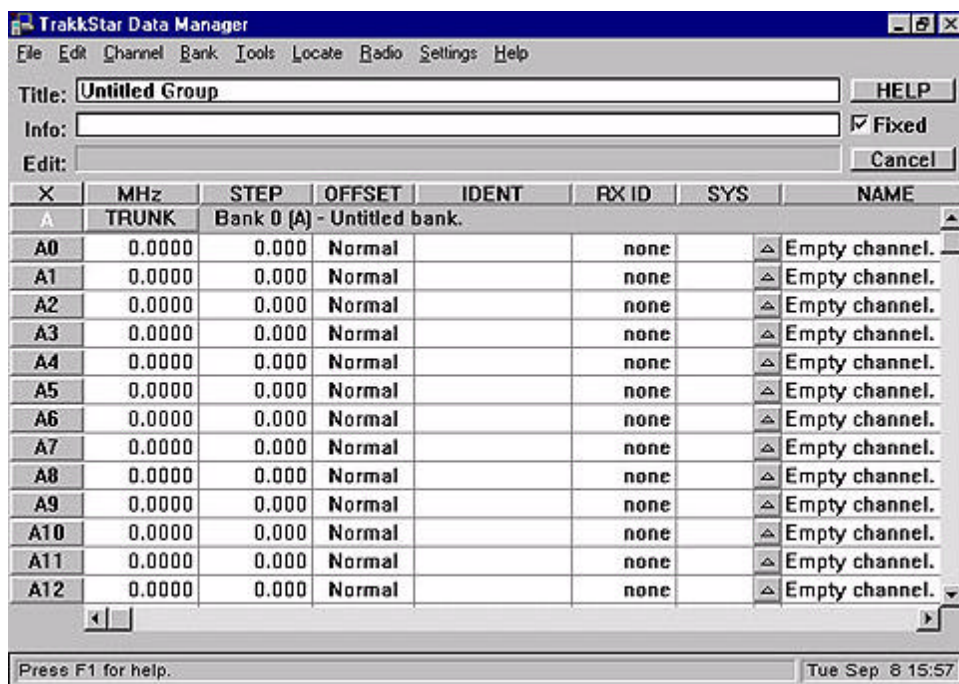 TrakkStar Data Manager
File Edit Channel Bank Tools Locate Radio Settings Help
Title: Untitled Group HELP
Info: Fixed
Edit: Cancel
X MHz STEP OFFSET IDENT RX ID SYS NAME
A TRUNK Bank 0 (A) - Untitled bank.
A0 0.0000 0.000 Normal none Empty channel.
A1 0.0000 0.000 Normal none Empty channel.
A2 0.0000 0.000 Normal none Empty channel.
A3 0.0000 0.000 Normal none Empty channel.
A4 0.0000 0.000 Normal none Empty channel.
A5 0.0000 0.000 Normal none Empty channel.
A6 0.0000 0.000 Normal none Empty channel.
A7 0.0000 0.000 Normal none Empty channel.
A8 0.0000 0.000 Normal none Empty channel.
A9 0.0000 0.000 Normal none Empty channel.
A10 0.0000 0.000 Normal none Empty channel.
A11 0.0000 0.000 Normal none Empty channel.
A12 0.0000 0.000 Normal none Empty channel.
Press F1 for help. Tue Sep 8 15:57